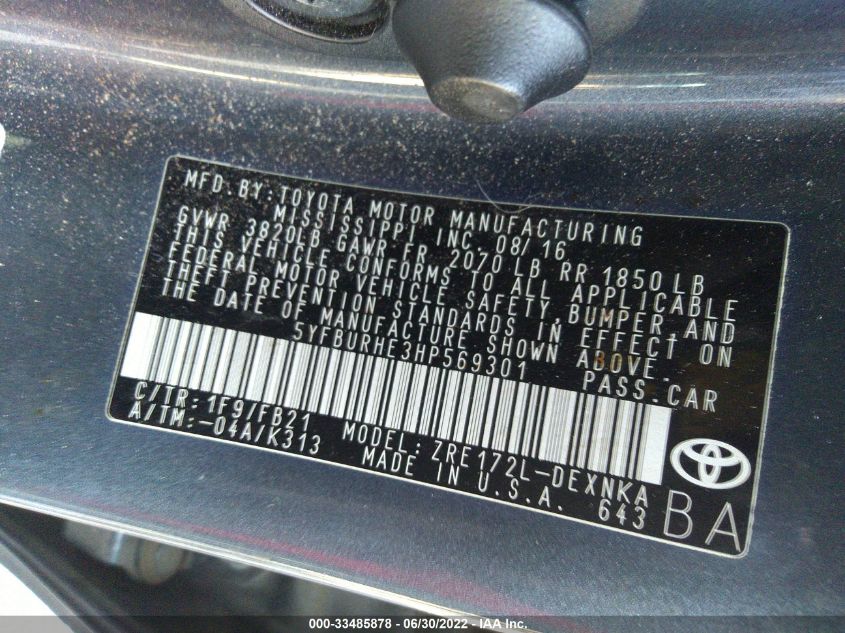 MFD. BY: TOYOTA MOTOR MANUFACTURING
MISSISSIPPI INC. 08/16
GVWR 3820LB GAWR FR 2070 LB RR 1850 LB
THIS VEHICLE CONFORMS TO ALL APPLICABLE
FEDERAL MOTOR VEHICLE SAFETY, BUMPER AND
THEFT PREVENTION STANDARDS IN EFFECT ON
THE DATE OF MANUFACTURE SHOWN ABOVE.
5YFBURHE3HP569301 PASS.CAR
C/TR: 1F9/FB21 MODEL: ZRE172L-DEXNKA
A/TM:-04A/K313 MADE IN U.S.A. 643
BA
000-33485878 - 06/30/2022 - IAA Inc.